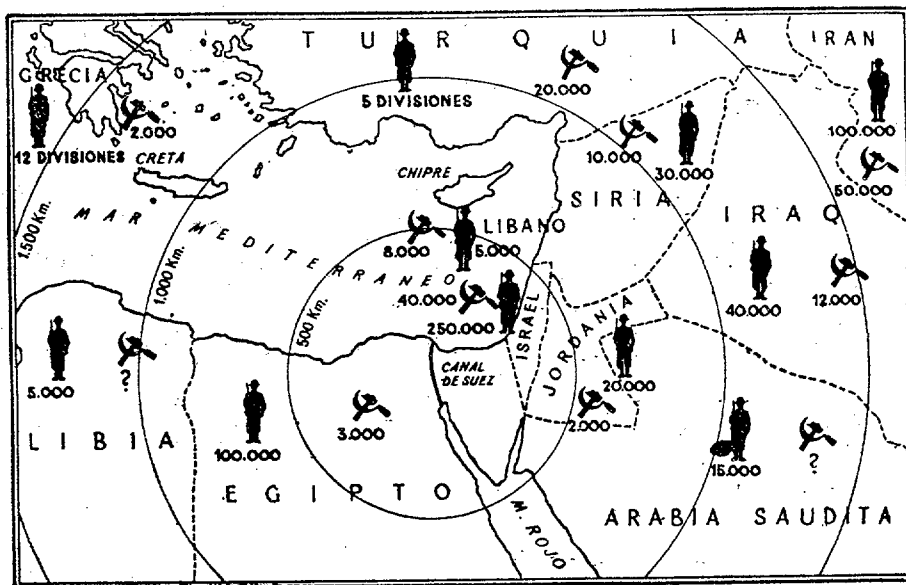 TURQUIA
IRAN
GRECIA
5 DIVISIONES
20.000
100.000
2.000
12 DIVISIONES
CRETA
10.000
30.000
50.000
CHIPRE
SIRIA
MAR MEDITERRANEO
LIBANO
IRAQ
8.000
5.000
1.500 Km.
1.000 Km.
500 Km.
40.000
250.000
ISRAEL
JORDANIA
40.000
12.000
CANAL
DE SUEZ
5.000
?
20.000
3.000
2.000
LIBIA
100.000
15.000
?
EGIPTO
M. ROJO
ARABIA SAUDITA